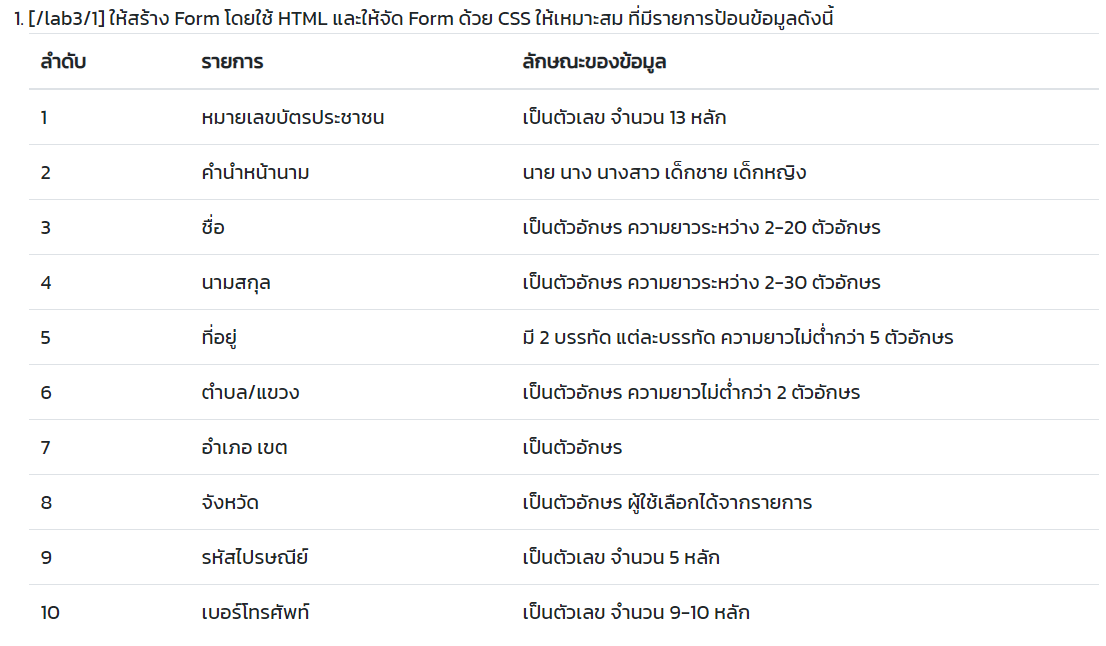 1. [/lab3/1] ให้สร้าง Form โดยใช้ HTML และให้จัด Form ด้วย CSS ให้เหมาะสม ที่มีรายการป้อนข้อมูลดังนี้
ลำดับ รายการ ลักษณะของข้อมูล
1 หมายเลขบัตรประชาชน เป็นตัวเลข จำนวน 13 หลัก
2 คำนำหน้านาม นาย นาง นางสาว เด็กชาย เด็กหญิง
3 ชื่อ เป็นตัวอักษร ความยาวระหว่าง 2-20 ตัวอักษร
4 นามสกุล เป็นตัวอักษร ความยาวระหว่าง 2-30 ตัวอักษร
5 ที่อยู่ มี 2 บรรทัด แต่ละบรรทัด ความยาวไม่ต่ำกว่า 5 ตัวอักษร
6 ตำบล/แขวง เป็นตัวอักษร ความยาวไม่ต่ำกว่า 2 ตัวอักษร
7 อำเภอ เขต เป็นตัวอักษร
8 จังหวัด เป็นตัวอักษร ผู้ใช้เลือกได้จากรายการ
9 รหัสไปรษณีย์ เป็นตัวเลข จำนวน 5 หลัก
10 เบอร์โทรศัพท์ เป็นตัวเลข จำนวน 9-10 หลัก